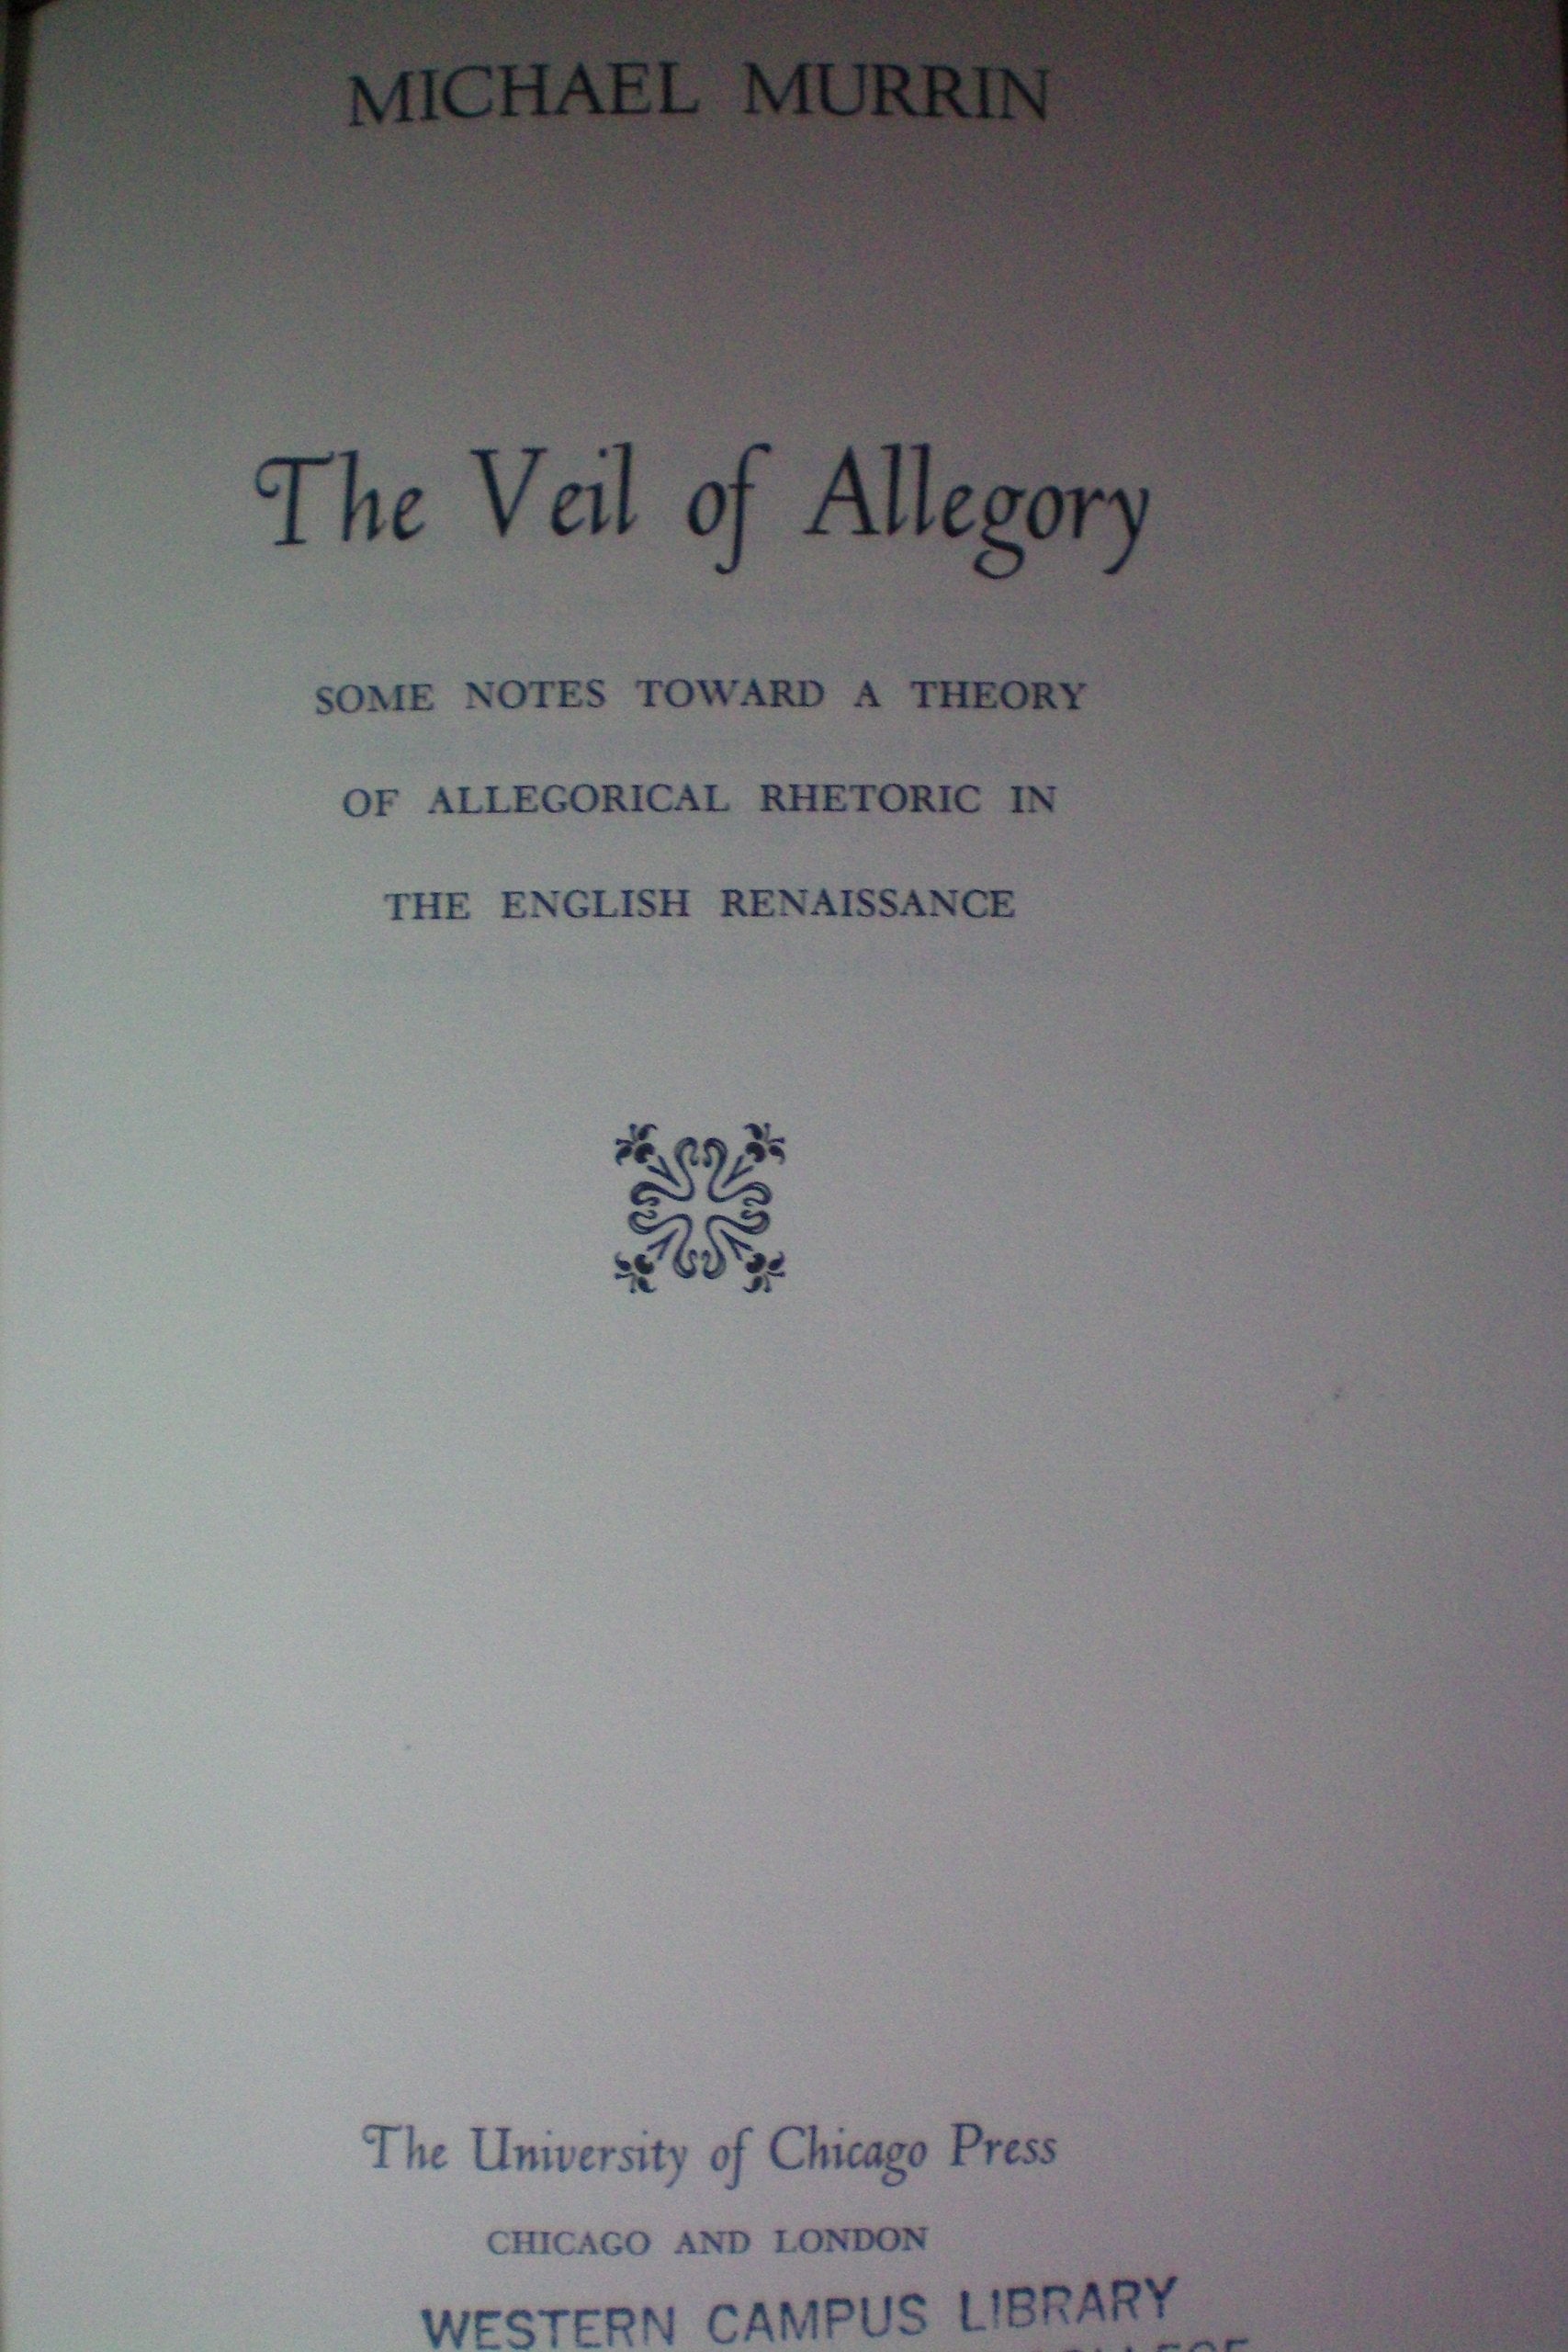 MICHAEL MURRIN
The Veil of Allegory
SOME NOTES TOWARD A THEORY
OF ALLEGORICAL RHETORIC IN
THE ENGLISH RENAISSANCE
The University of Chicago Press
CHICAGO AND LONDON
WESTERN CAMPUS LIBRARY